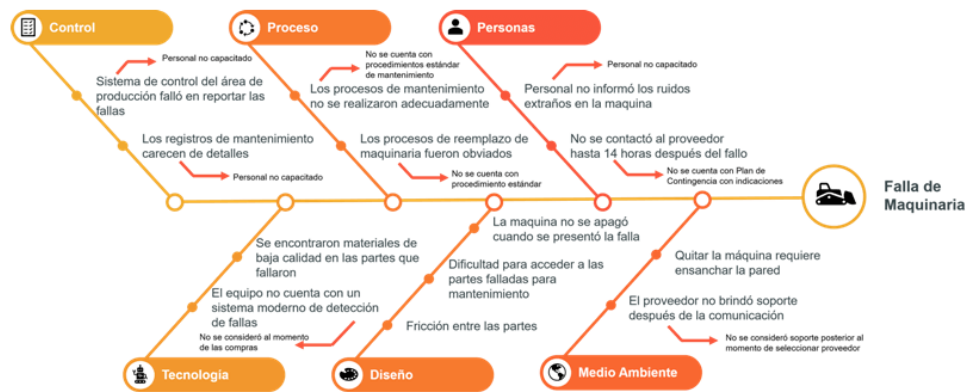 Control
Proceso
Personas
Personal no capacitado
Sistema de control del área de
producción falló en reportar las
fallas
Los registros de mantenimiento
carecen de detalles
Personal no capacitado
No se cuenta con
procedimientos estándar
de mantenimiento
Los procesos de mantenimiento
no se realizaron adecuadamente
Los procesos de reemplazo de
maquinaria fueron obviados
No se cuenta con
procedimiento estándar
Personal no capacitado
Personal no informó los ruidos
extraños en la maquina
No se contactó al proveedor
hasta 14 horas después del fallo
No se cuenta con Plan de
Contingencia con indicaciones
Falla de
Maquinaria
Se encontraron materiales de
baja calidad en las partes que
fallaron
El equipo no cuenta con un
sistema moderno de detección
de fallas
No se consideró al momento
de las compras
La maquina no se apagó
cuando se presentó la falla
Dificultad para acceder a las
partes falladas para
mantenimiento
Fricción entre las partes
Quitar la máquina requiere
ensanchar la pared
El proveedor no brindó soporte
después de la comunicación
No se consideró soporte posterior al
momento de seleccionar proveedor
Tecnología
Diseño
Medio Ambiente